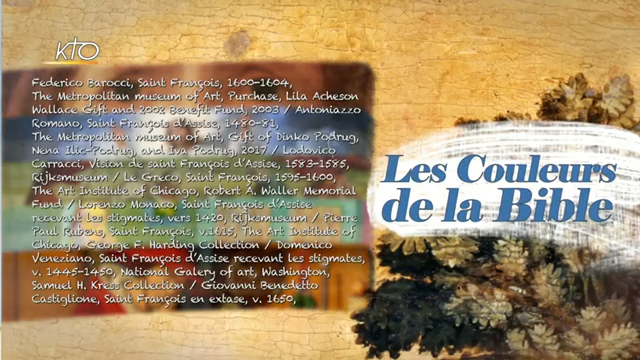 KTO
Federico Barocci, Saint François, 1600-1604,
The Metropolitan museum of Art, Purchase, Lila Acheson
Wallace Gift and 2002 Benefit Fund, 2003 / Antoniazzo
Romano, Saint François d'Assise, 1480-81,
The Metropolitan museum of Art, Gift of Dinko Podrug,
Nena Ilic-Podrug, and Iva Podrug, 2017 / Ludovico
Carracci, Vision de saint François d'Assise, 1583-1585,
Rijksmuseum / Le Greco, Saint François, 1595-1600,
The Art Institute of Chicago, Robert A. Waller Memorial
Fund / Lorenzo Monaco, Saint François d'Assise
recevant les stigmates, vers 1420, Rijksmuseum / Pierre
Paul Rubens, Saint François, v.1615, The Art Institute of
Chicago, George F. Harding Collection / Domenico
Veneziano, Saint François d'Assise recevant les stigmates,
v. 1445-1450, National Galery of art, Washington,
Samuel H. Kress Collection / Giovanni Benedetto
Castiglione, Saint François en extase, v. 1650,
Les Couleurs
de la Bible